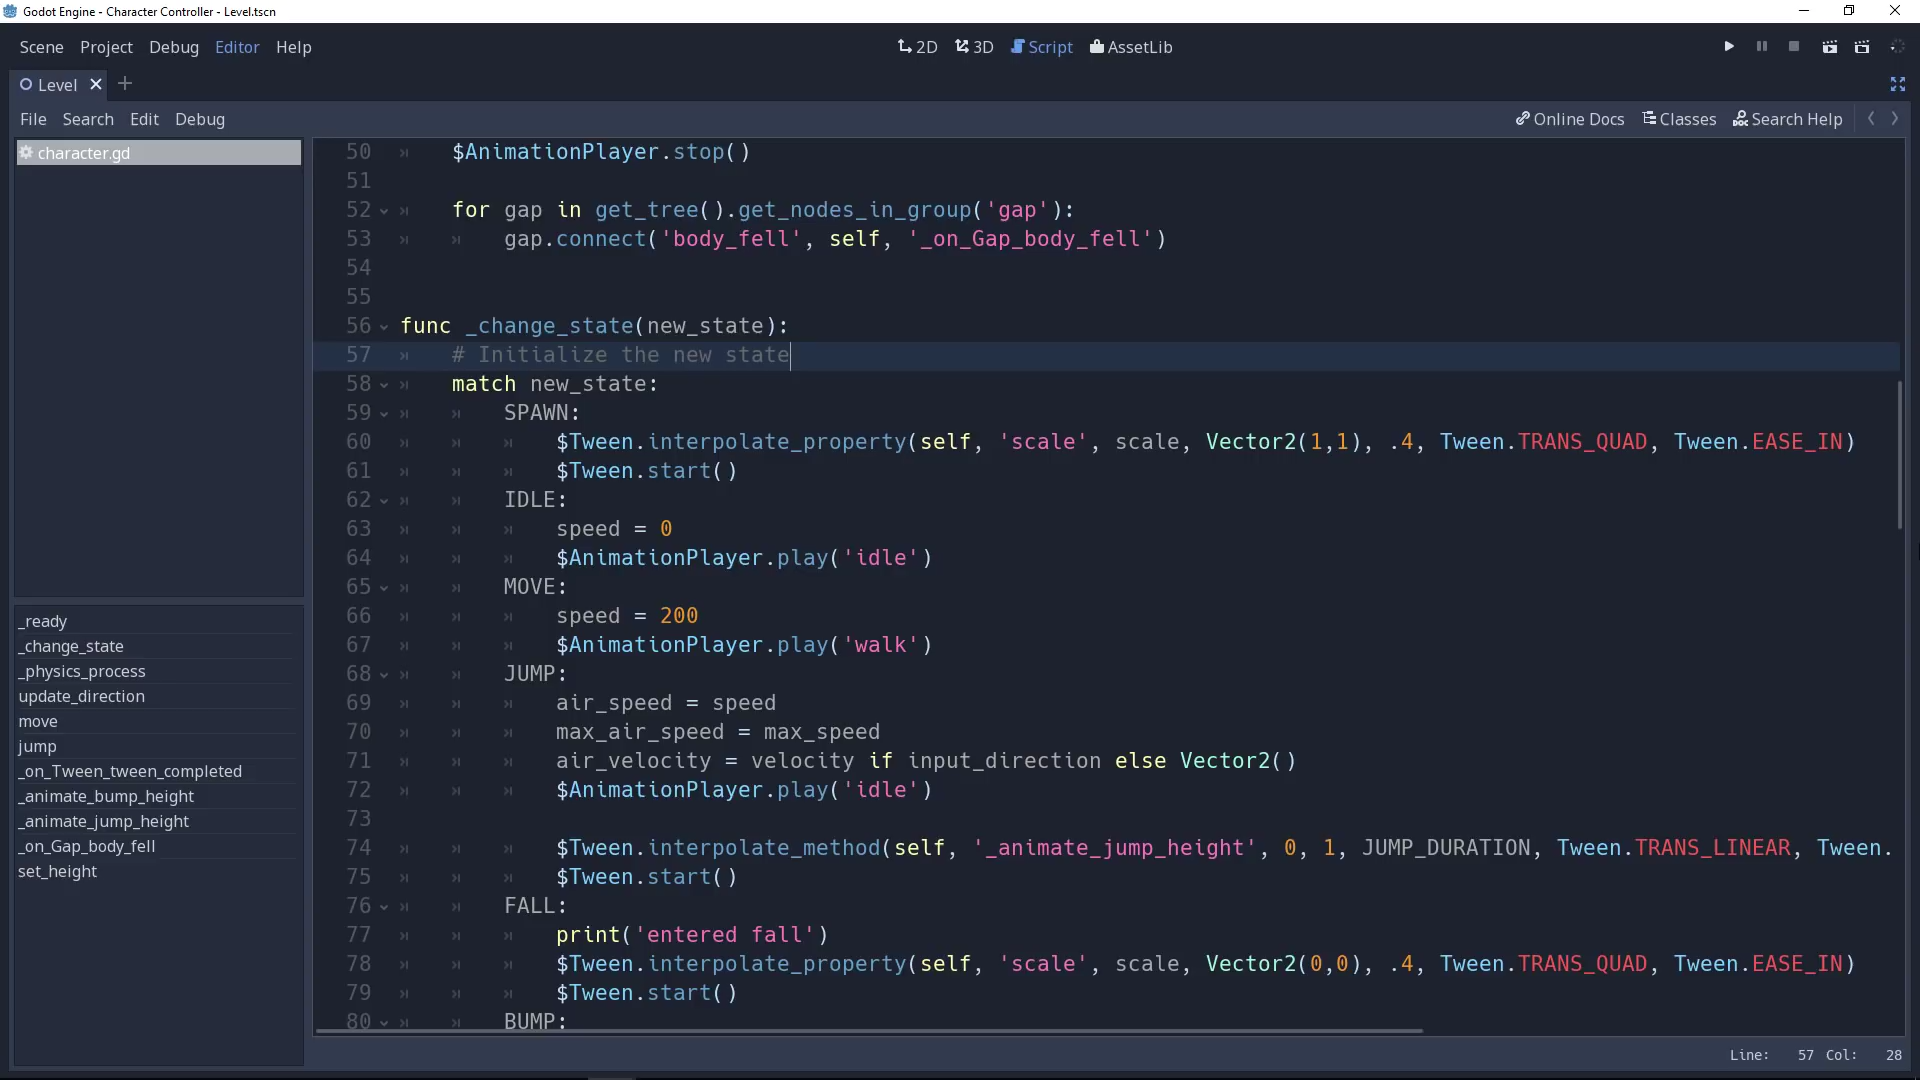 Godot Engine - Character Controller - Level.tscn
Scene Project Debug Editor Help 2D 3D Script AssetLib
Level
File Search Edit Debug Online Docs Classes Search Help
character.gd
_ready
_change_state
_physics_process
update_direction
move
jump
_on_Tween_tween_completed
_animate_bump_height
_animate_jump_height
_on_Gap_body_fell
set_height
50 $AnimationPlayer.stop()
51
52 for gap in get_tree().get_nodes_in_group('gap'):
53 gap.connect('body_fell', self, '_on_Gap_body_fell')
54
55
56 func _change_state(new_state):
57 # Initialize the new state
58 match new_state:
59 SPAWN:
60 $Tween.interpolate_property(self, 'scale', scale, Vector2(1,1), .4, Tween.TRANS_QUAD, Tween.EASE_IN)
61 $Tween.start()
62 IDLE:
63 speed = 0
64 $AnimationPlayer.play('idle')
65 MOVE:
66 speed = 200
67 $AnimationPlayer.play('walk')
68 JUMP:
69 air_speed = speed
70 max_air_speed = max_speed
71 air_velocity = velocity if input_direction else Vector2()
72 $AnimationPlayer.play('idle')
73
74 $Tween.interpolate_method(self, '_animate_jump_height', 0, 1, JUMP_DURATION, Tween.TRANS_LINEAR, Tween.
75 $Tween.start()
76 FALL:
77 print('entered fall')
78 $Tween.interpolate_property(self, 'scale', scale, Vector2(0,0), .4, Tween.TRANS_QUAD, Tween.EASE_IN)
79 $Tween.start()
80 BUMP:
Line: 57 Col: 28